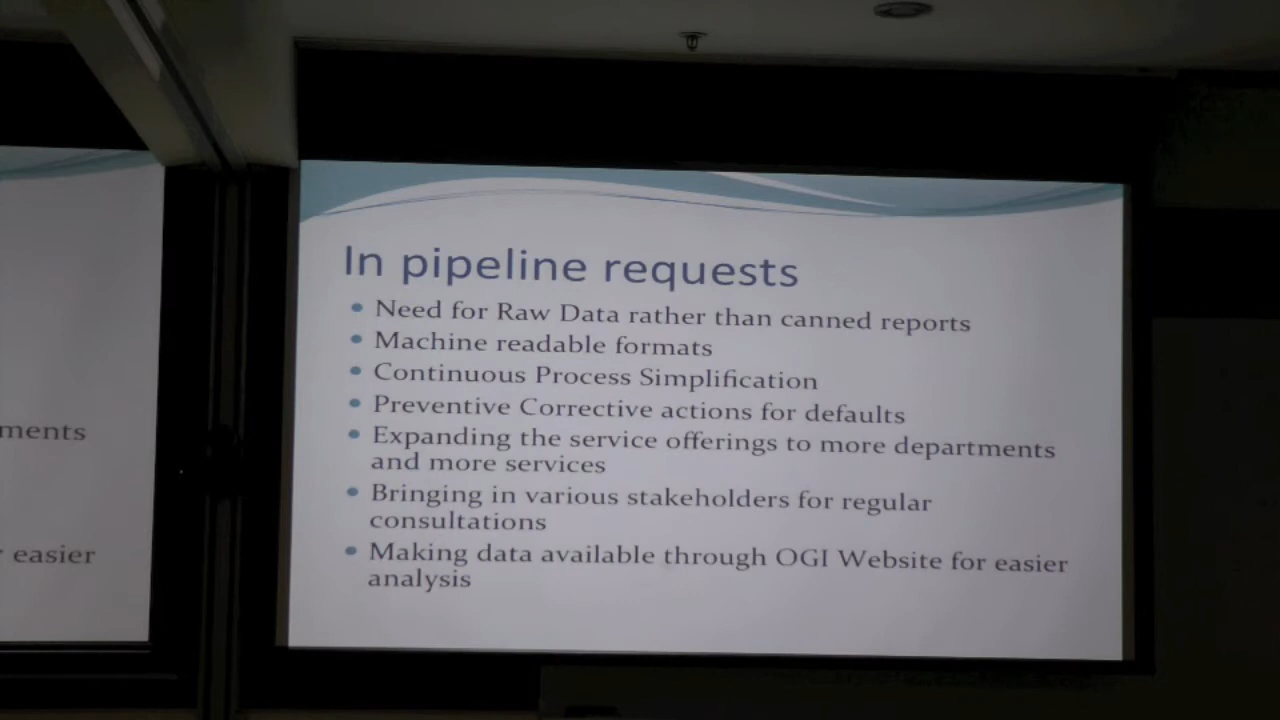 In pipeline requests
• Need for Raw Data rather than canned reports
• Machine readable formats
• Continuous Process Simplification
• Preventive Corrective actions for defaults
• Expanding the service offerings to more departments
and more services
• Bringing in various stakeholders for regular
consultations
• Making data available through OGI Website for easier
analysis
ments
easier